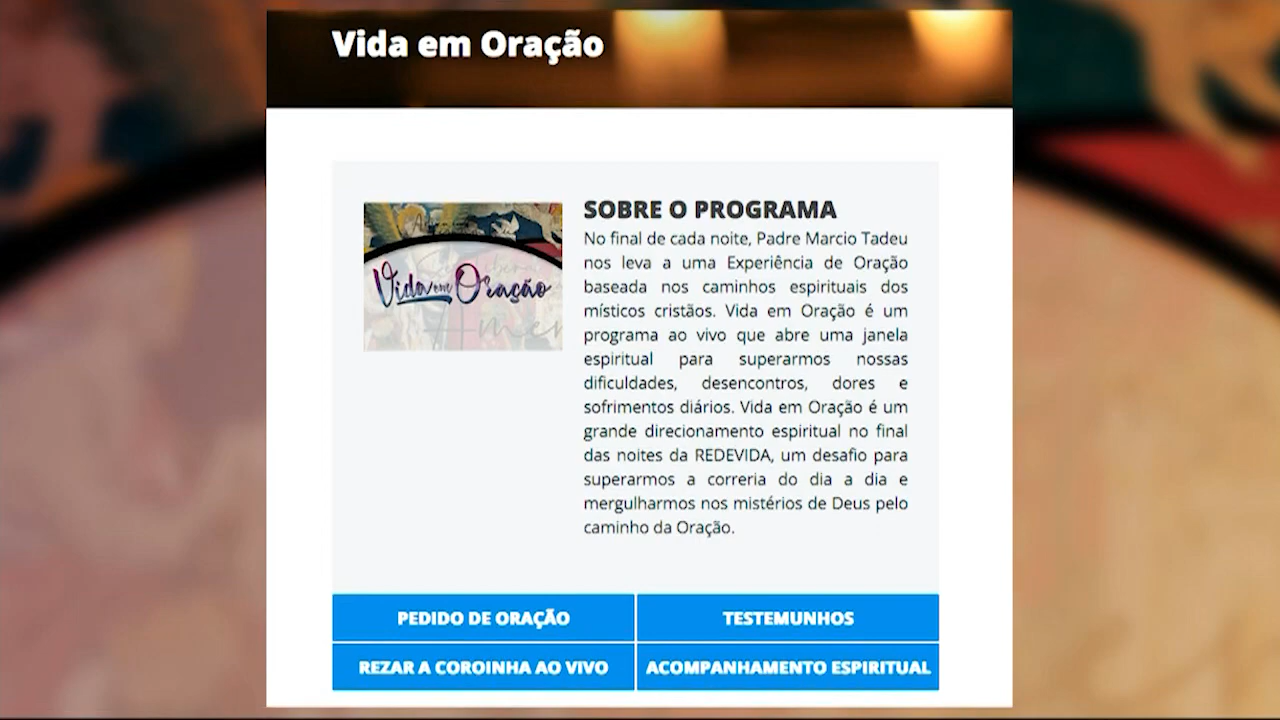 Vida em Oração
SOBRE O PROGRAMA
No final de cada noite, Padre Marcio Tadeu
nos leva a uma Experiência de Oração
baseada nos caminhos espirituais dos
místicos cristãos. Vida em Oração é um
programa ao vivo que abre uma janela
espiritual para superarmos nossas
dificuldades, desencontros, dores e
sofrimentos diários. Vida em Oração é um
grande direcionamento espiritual no final
das noites da REDEVIDA, um desafio para
superarmos a correria do dia a dia e
mergulharmos nos mistérios de Deus pelo
caminho da Oração.
Vida em Oração
PEDIDO DE ORAÇÃO
TESTEMUNHOS
REZAR A COROINHA AO VIVO
ACOMPANHAMENTO ESPIRITUAL